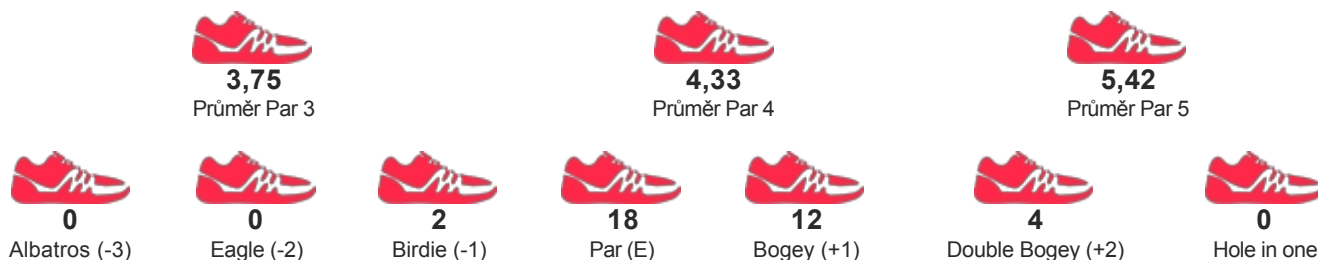 3,75
Průměr Par 3
4,33
Průměr Par 4
5,42
Průměr Par 5
0
Albatros (-3)
0
Eagle (-2)
2
Birdie (-1)
18
Par (E)
12
Bogey (+1)
4
Double Bogey (+2)
0
Hole in one